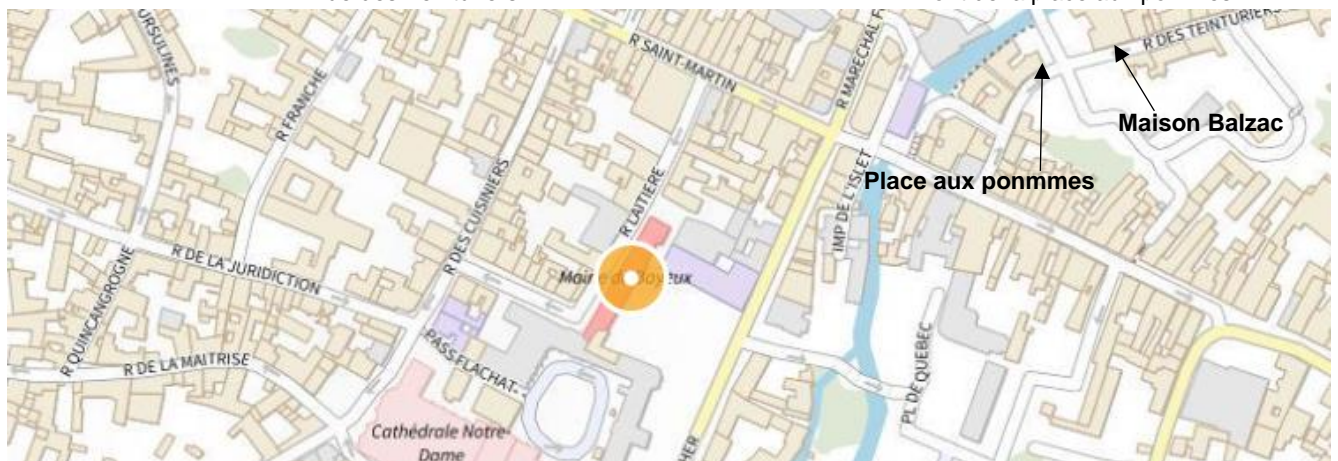 URSULINES
R FRANCHE
R SAINT-MARTIN
R MARECHAL F
R DES TEINTURIERS
Maison Balzac
Place aux ponmmes
R LAITIERE
R DES CUISINIERS
IMP DE L'ISLET
R DE LA JURIDICTION
R QUINCANGROGNE
R DE LA MAITRISE
PASS FLACHAT
PL DE QUEBEC
Cathédrale Notre-
Dame
HER